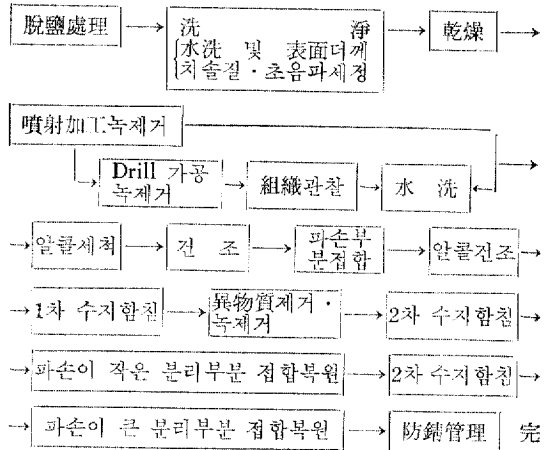 脫鹽處理 → 洗 淨 → 乾燥 →
水洗 및 表面더께
치솔질·초음파세정
噴射加工녹제거
Drill 가공 녹제거 → 組織관찰 → 水 洗 →
→ 알콜세척 → 건 조 → 파손부분접합 → 알콜건조 →
→ 1차 수지함침 → 異物質제거·녹제거 → 2차 수지함침 →
→ 파손이 작은 분리부분 접합복원 → 2차 수지함침 →
→ 파손이 큰 분리부분 접합복원 → 防錆管理 完